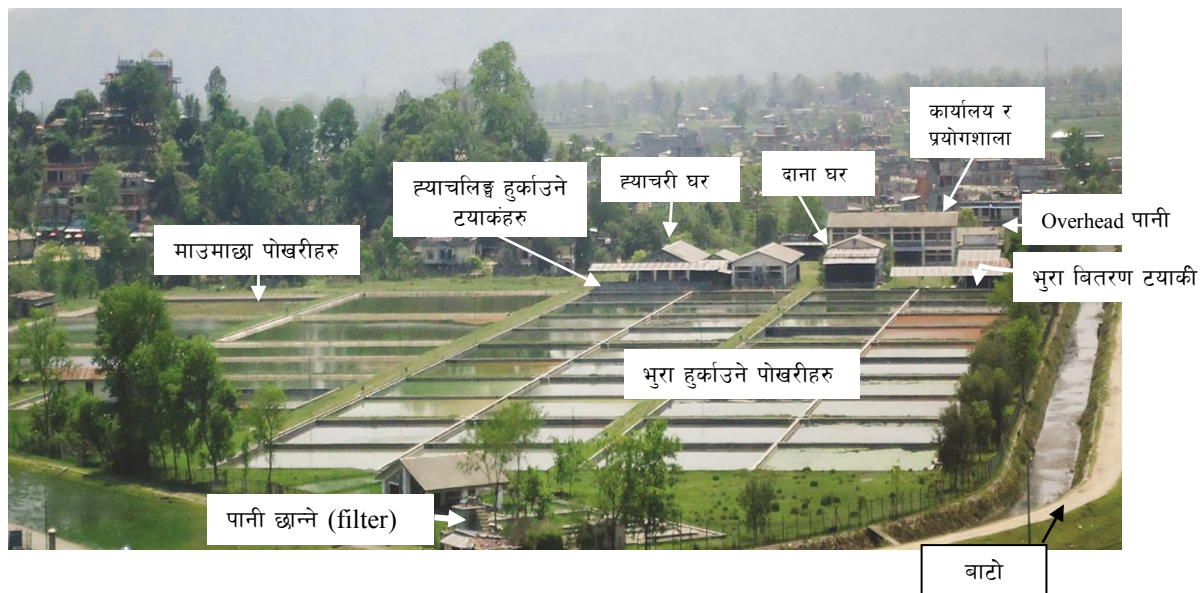 कार्यालय र
प्रयोगशाला
ह्याचलिङ्ग हुर्काउने
टयाकंहरु
ह्याचरी घर
दाना घर
Overhead पानी
माउमाछा पोखरीहरु
भुरा बितरण टयाकी
भुरा हुर्काउने पोखरीहरु
पानी छान्ने (filter)
बाटो